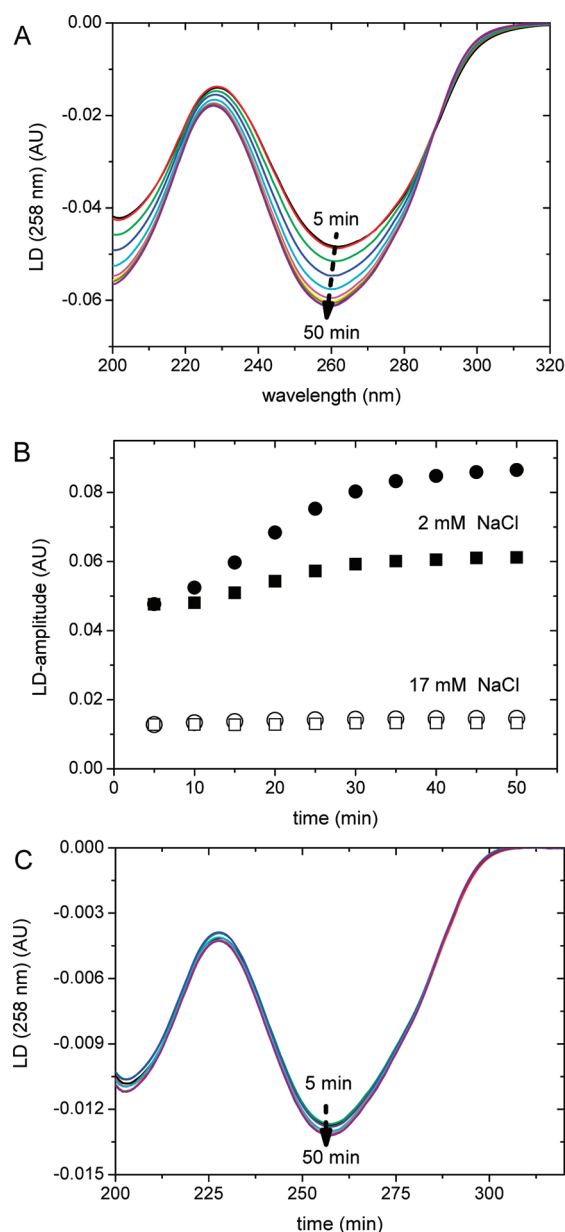 A
0.00
-0.02
-0.04
-0.06
LD (258 nm) (AU)
5 min
50 min
200 220 240 260 280 300 320
wavelength (nm)
B
0.08
0.06
0.04
0.02
0.00
LD-amplitude (AU)
2 mM NaCl
17 mM NaCl
0 10 20 30 40 50
time (min)
C
0.000
-0.003
-0.006
-0.009
-0.012
-0.015
LD (258 nm) (AU)
5 min
50 min
200 225 250 275 300
time (min)